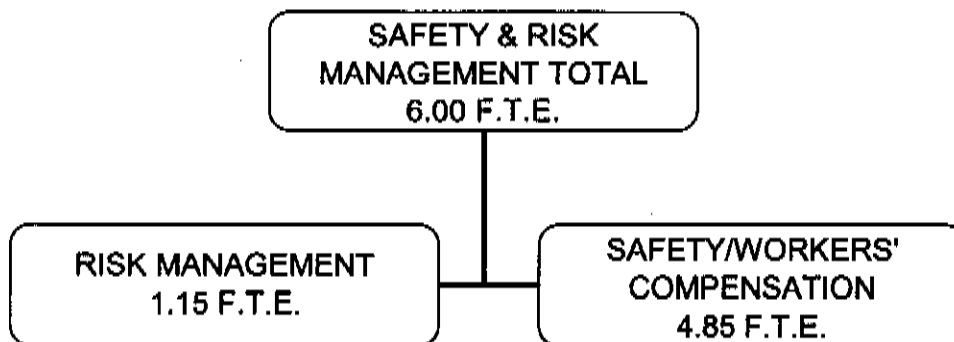 SAFETY & RISK
MANAGEMENT TOTAL
6.00 F.T.E.
RISK MANAGEMENT
1.15 F.T.E.
SAFETY/WORKERS'
COMPENSATION
4.85 F.T.E.